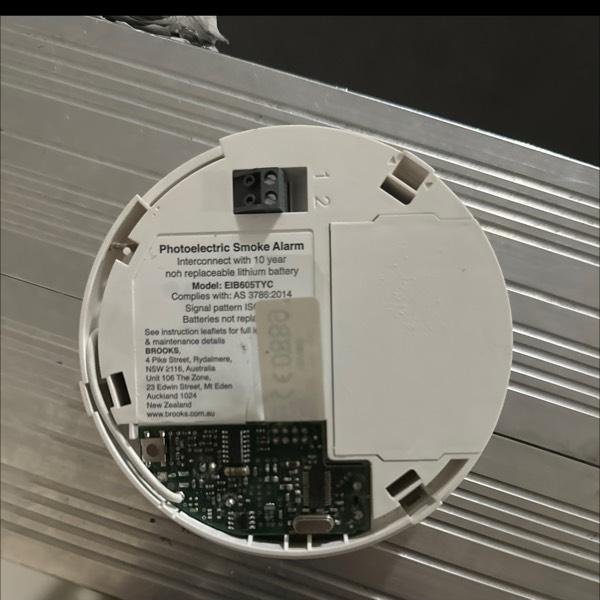 1 2
Photoelectric Smoke Alarm
Interconnect with 10 year
non replaceable lithium battery
Model: EIB605TYC
Complies with: AS 3786:2014
Signal pattern
Batteries not
See instruction leaflets for full
& maintenance details
BROOKS,
4 Pike Street, Rydalmere,
NSW 2116, Australia
Unit 106 The Zone,
23 Edwin Street, Mt Eden
Auckland 1024
New Zealand
www.brooks.com.au